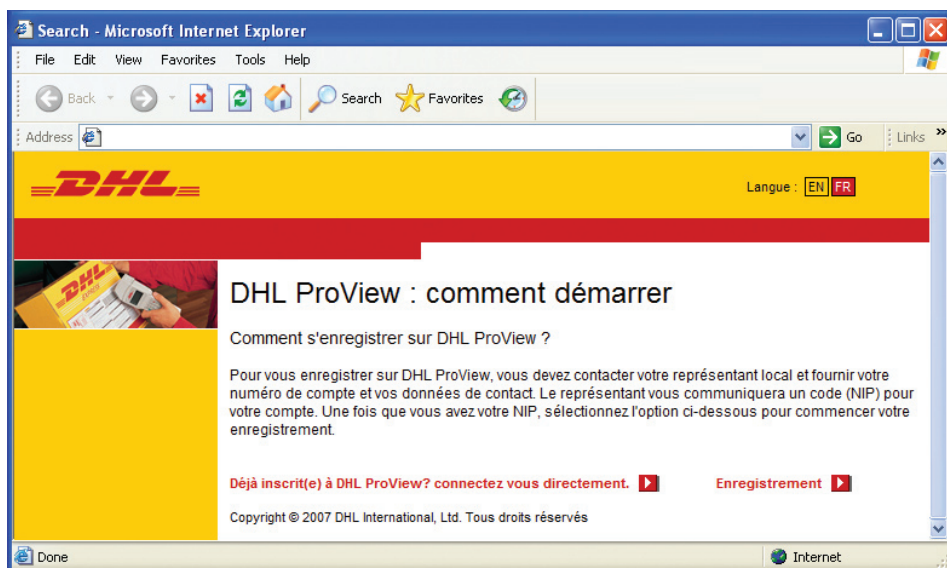 Search - Microsoft Internet Explorer
File Edit View Favorites Tools Help
Back Search Favorites
Address Go Links »
DHL
Langue : EN FR
DHL
DHL ProView : comment démarrer
Comment s'enregistrer sur DHL ProView ?
Pour vous enregistrer sur DHL ProView, vous devez contacter votre représentant local et fournir votre
numéro de compte et vos données de contact. Le représentant vous communiquera un code (NIP) pour
votre compte. Une fois que vous avez votre NIP, sélectionnez l'option ci-dessous pour commencer votre
enregistrement.
Déjà inscrit(e) à DHL ProView? connectez vous directement. Enregistrement
Copyright © 2007 DHL International, Ltd. Tous droits réservés
Done Internet